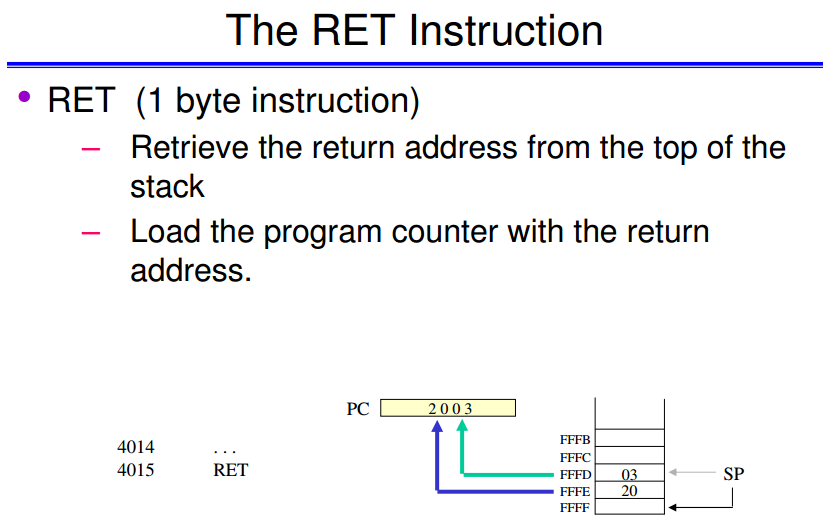 The RET Instruction
• RET (1 byte instruction)
– Retrieve the return address from the top of the
stack
– Load the program counter with the return
address.
PC 2 0 0 3
4014 . . .
4015 RET
FFFB
FFFC
FFFD 03 SP
FFFE 20
FFFF